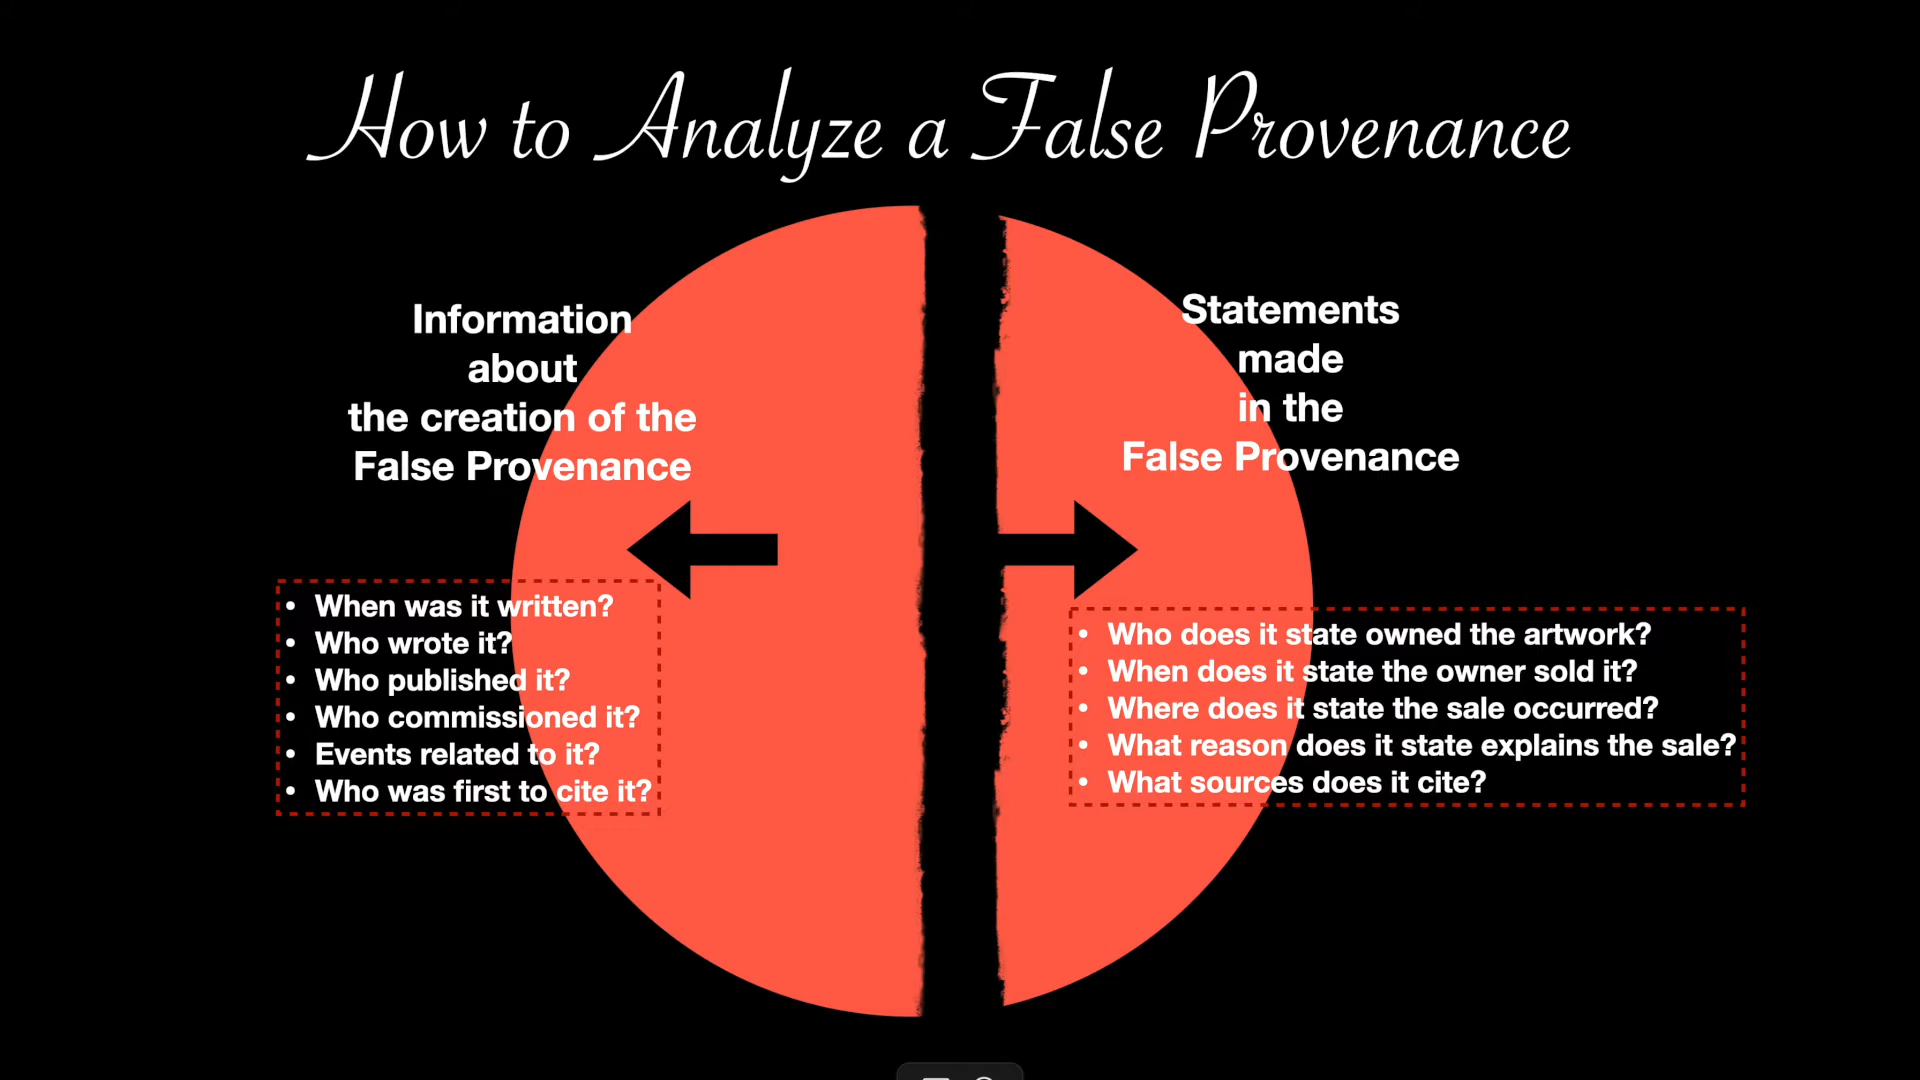 How to Analyze a False Provenance
Information
about
the creation of the
False Provenance
• When was it written?
• Who wrote it?
• Who published it?
• Who commissioned it?
• Events related to it?
• Who was first to cite it?
Statements
made
in the
False Provenance
• Who does it state owned the artwork?
• When does it state the owner sold it?
• Where does it state the sale occurred?
• What reason does it state explains the sale?
• What sources does it cite?